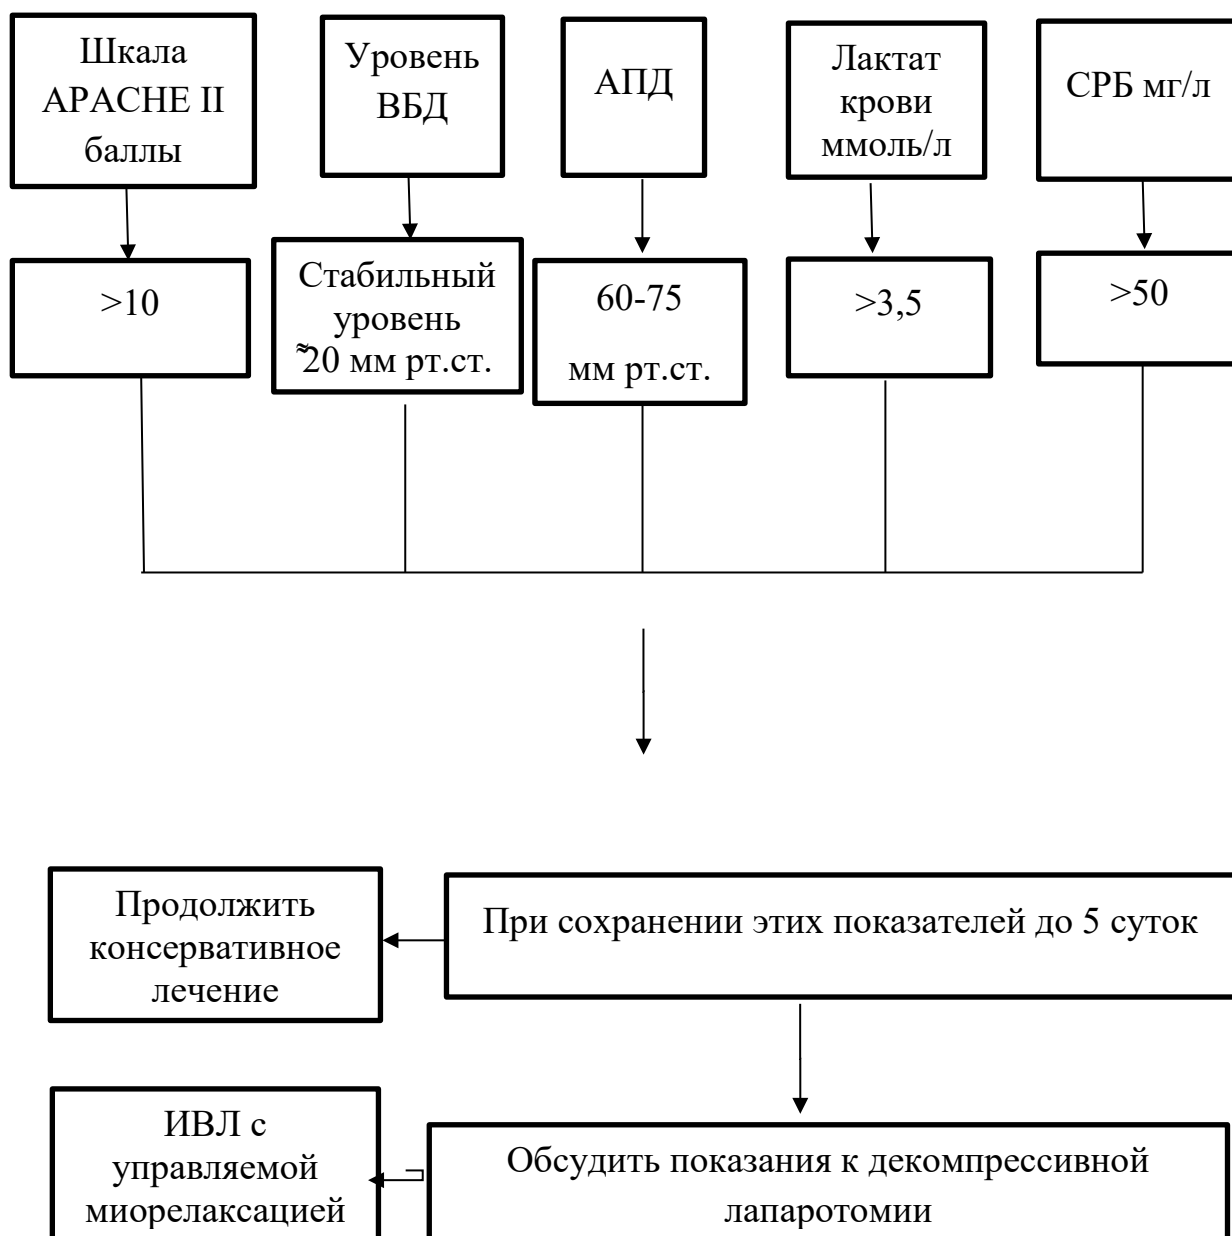 Шкала
APACHE II
баллы
Уровень
ВБД
АПД
Лактат
крови
ммоль/л
СРБ мг/л
>10
Стабильный
уровень
≈20 мм рт.ст.
60-75
мм рт.ст.
>3,5
>50
Продолжить
консервативное
лечение
При сохранении этих показателей до 5 суток
ИВЛ с
управляемой
миорелаксацией
Обсудить показания к декомпрессивной
лапаротомии